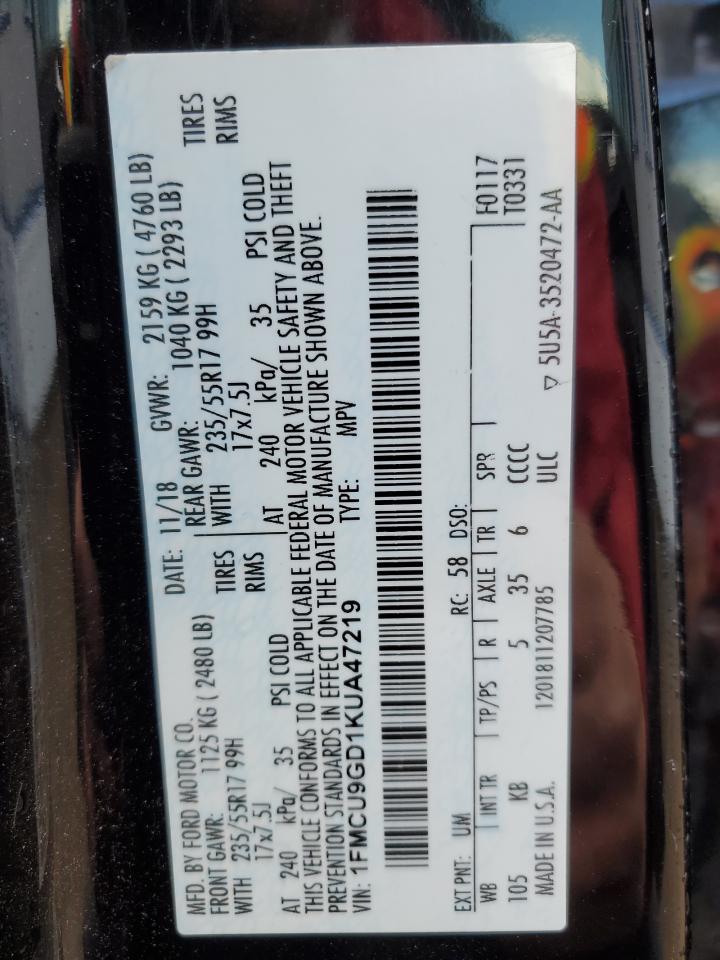 MFD. BY FORD MOTOR CO. DATE: 11/18 GVWR: 2159 KG ( 4760 LB)
FRONT GAWR: 1125 KG ( 2480 LB) REAR GAWR: 1040 KG ( 2293 LB)
WITH 235/55R17 99H TIRES WITH 235/55R17 99H TIRES
17x7.5J RIMS 17x7.5J RIMS
AT 240 kPa/ 35 PSI COLD AT 240 kPa/ 35 PSI COLD
THIS VEHICLE CONFORMS TO ALL APPLICABLE FEDERAL MOTOR VEHICLE SAFETY AND THEFT
PREVENTION STANDARDS IN EFFECT ON THE DATE OF MANUFACTURE SHOWN ABOVE.
VIN: 1FMCU9GD1KUA47219 TYPE: MPV
EXT PNT: UM RC: 58 DSO:
WB INT TR TP/PS R AXLE TR SPR F0117
105 KB 5 35 6 CCCC T0331
MADE IN U.S.A. 1201811207785 ULC
▽ 5U5A-3520472-AA